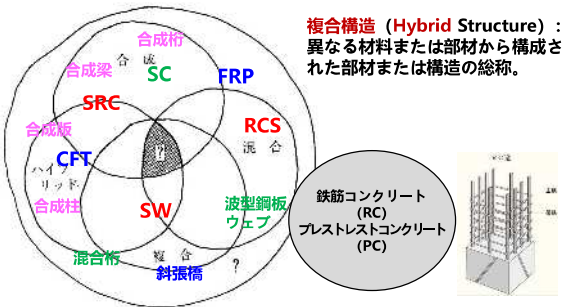 複合構造（Hybrid Structure）：
異なる材料または部材から構成さ
れた部材または構造の総称。
合成桁
合成梁
合成
SC
FRP
SRC
RCS
合成版
混合
?
CFT
ハイブ
リッド
合成柱
SW
波型鋼板
ウェブ
混合桁
複合
斜張橋
?
鉄筋コンクリート
(RC)
プレストレストコンクリート
(PC)